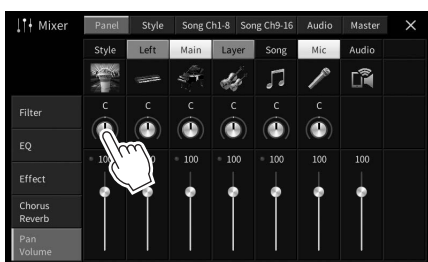 Mixer
Panel Style Song Ch1-8 Song Ch9-16 Audio Master
Style Left Main Layer Song Mic Audio
Filter
C C C C C C
EQ
100 100 100 100 100 100
Effect
Chorus
Reverb
Pan
Volume